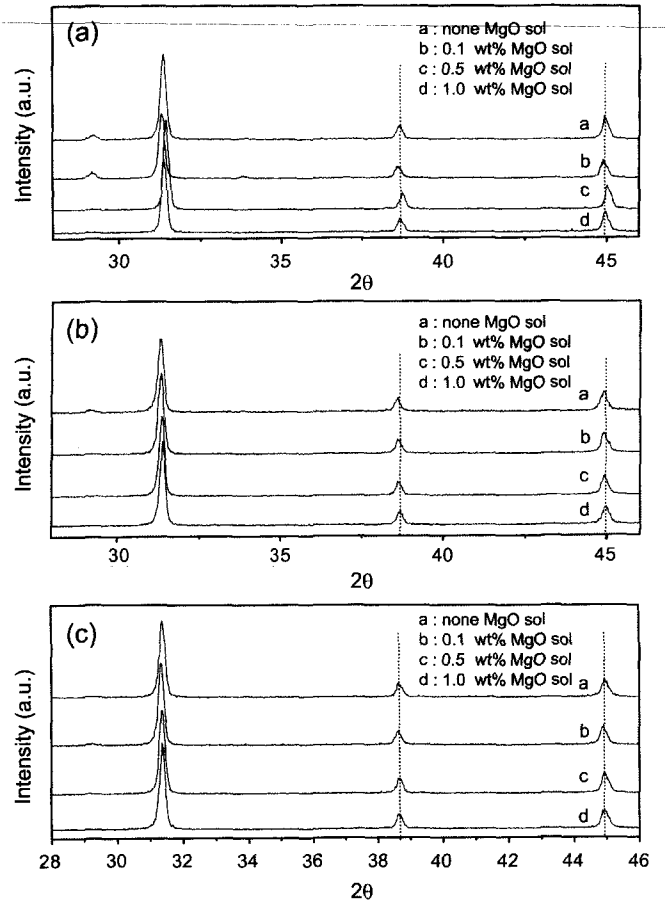 (a)
a : none MgO sol
b : 0.1 wt% MgO sol
c : 0.5 wt% MgO sol
d : 1.0 wt% MgO sol
Intensity (a.u.)
a
b
c
d
30 35 40 45
2θ
(b)
a : none MgO sol
b : 0.1 wt% MgO sol
c : 0.5 wt% MgO sol
d : 1.0 wt% MgO sol
Intensity (a.u.)
a
b
c
d
30 35 40 45
2θ
(c)
a : none MgO sol
b : 0.1 wt% MgO sol
c : 0.5 wt% MgO sol
d : 1.0 wt% MgO sol
Intensity (a.u.)
a
b
c
d
28 30 32 34 36 38 40 42 44 46
2θ